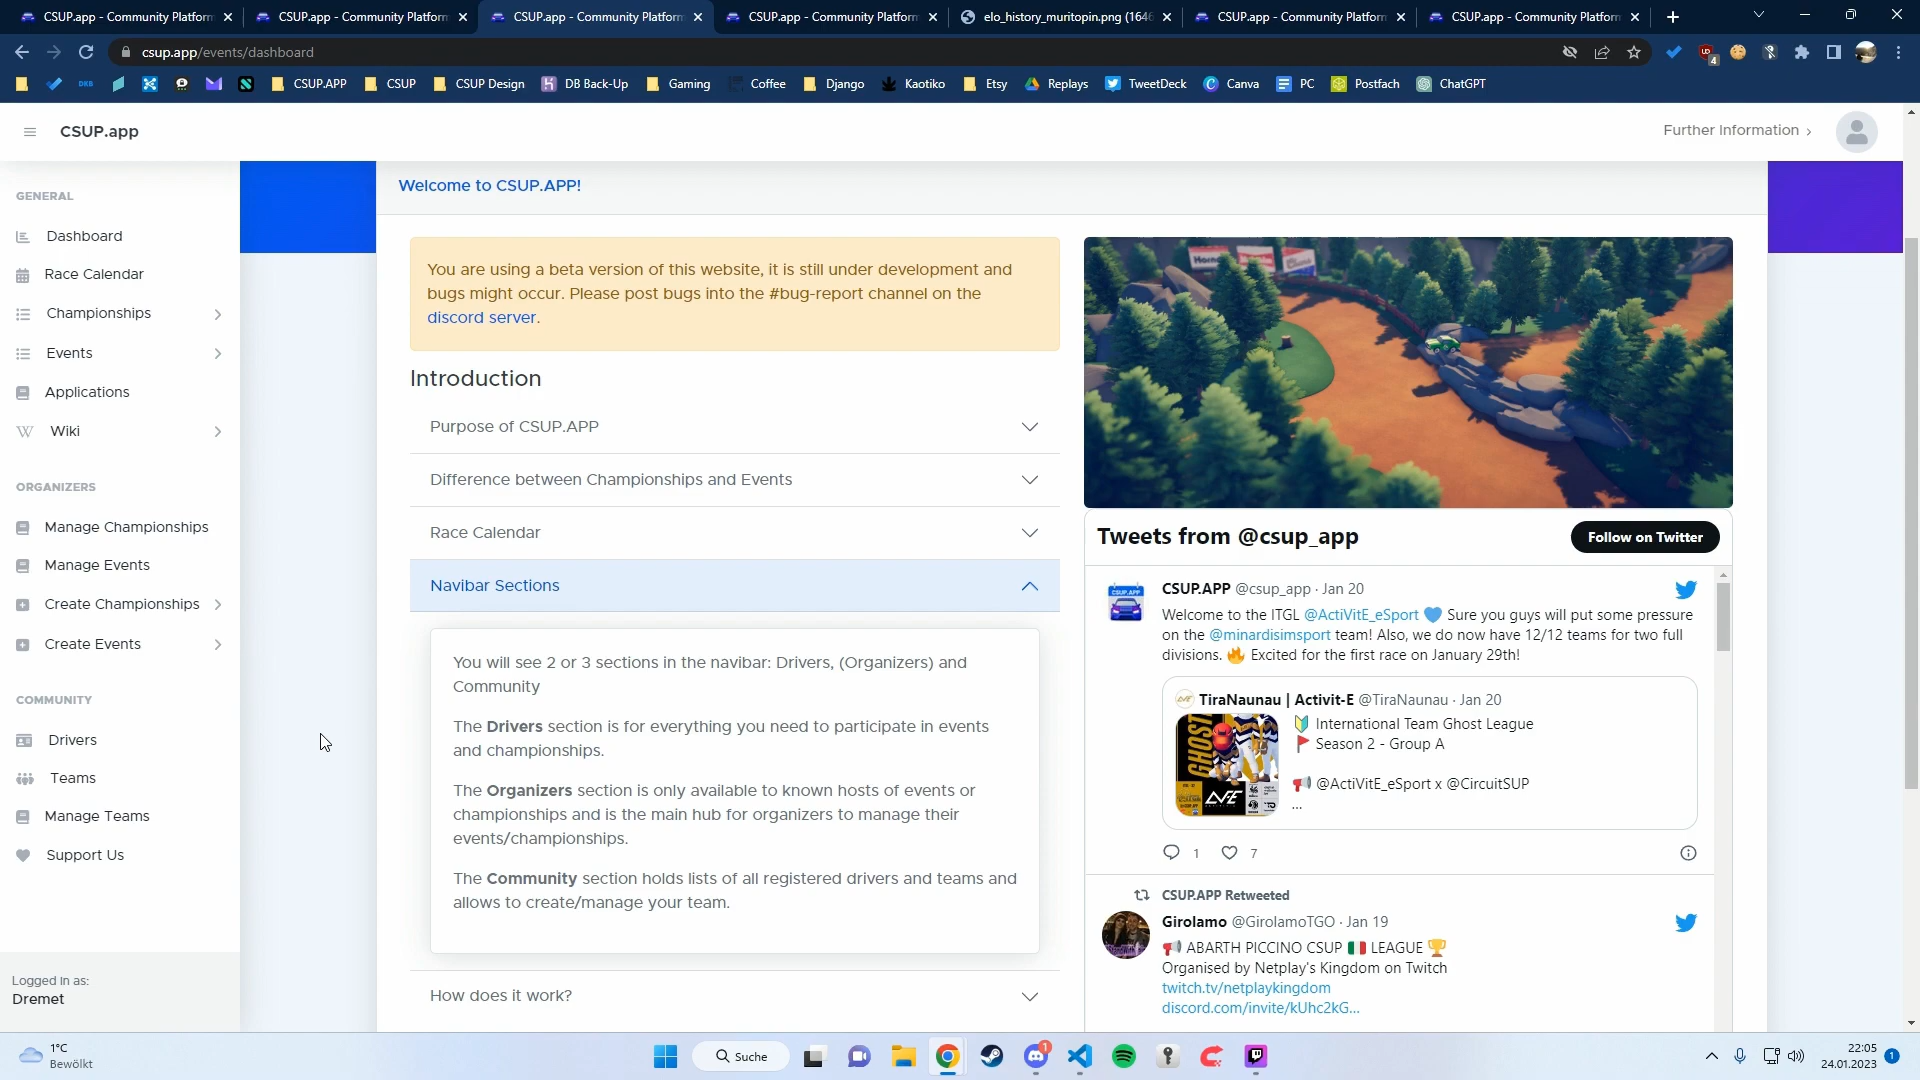 CSUP.app - Community Platform
CSUP.app - Community Platform
CSUP.app - Community Platform
CSUP.app - Community Platform
elo_history_muritopin.png (1646
CSUP.app - Community Platform
CSUP.app - Community Platform
csup.app/events/dashboard
4
DKB
CSUP.APP
CSUP
CSUP Design
DB Back-Up
Gaming
Coffee
Django
Kaotiko
Etsy
Replays
TweetDeck
Canva
PC
Postfach
ChatGPT
CSUP.app
Further Information
GENERAL
Dashboard
Race Calendar
Championships
Events
Applications
Wiki
ORGANIZERS
Manage Championships
Manage Events
Create Championships
Create Events
COMMUNITY
Drivers
Teams
Manage Teams
Support Us
Logged in as:
Dremet
Welcome to CSUP.APP!
You are using a beta version of this website, it is still under development and
bugs might occur. Please post bugs into the #bug-report channel on the
discord server.
Introduction
Purpose of CSUP.APP
Difference between Championships and Events
Race Calendar
Navibar Sections
You will see 2 or 3 sections in the navibar: Drivers, (Organizers) and
Community
The Drivers section is for everything you need to participate in events
and championships.
The Organizers section is only available to known hosts of events or
championships and is the main hub for organizers to manage their
events/championships.
The Community section holds lists of all registered drivers and teams and
allows to create/manage your team.
How does it work?
Tweets from @csup_app
Follow on Twitter
CSUP.APP @csup_app · Jan 20
Welcome to the ITGL @ActiVitE_eSport 💙 Sure you guys will put some pressure
on the @minardisimsport team! Also, we do now have 12/12 teams for two full
divisions. 🔥 Excited for the first race on January 29th!
TiraNaunau | Activit-E @TiraNaunau · Jan 20
🔰 International Team Ghost League
🚩 Season 2 - Group A
📢 @ActiVitE_eSport x @CircuitSUP
...
GHOST
1
7
CSUP.APP Retweeted
Girolamo @GirolamoTGO · Jan 19
📢 ABARTH PICCINO CSUP 🇮🇹 LEAGUE 🏆
Organised by Netplay's Kingdom on Twitch
twitch.tv/netplaykingdom
discord.com/invite/kUhc2kG...
1°C
Bewölkt
Suche
1
22:05
24.01.2023
1